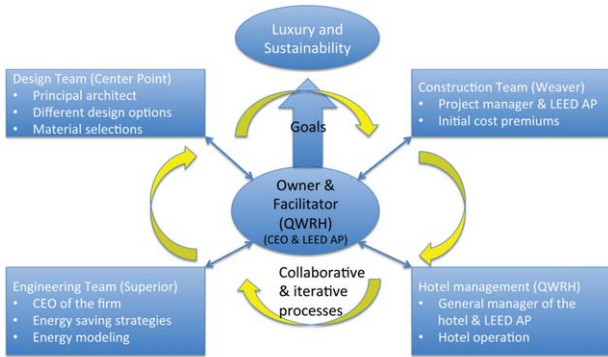 Luxury and
Sustainability
Design Team (Center Point)
• Principal architect
• Different design options
• Material selections
Construction Team (Weaver)
• Project manager & LEED AP
• Initial cost premiums
Goals
Owner &
Facilitator
(QWRH)
(CEO & LEED AP)
Engineering Team (Superior)
• CEO of the firm
• Energy saving strategies
• Energy modeling
Collaborative
& iterative
processes
Hotel management (QWRH)
• General manager of the
hotel & LEED AP
• Hotel operation